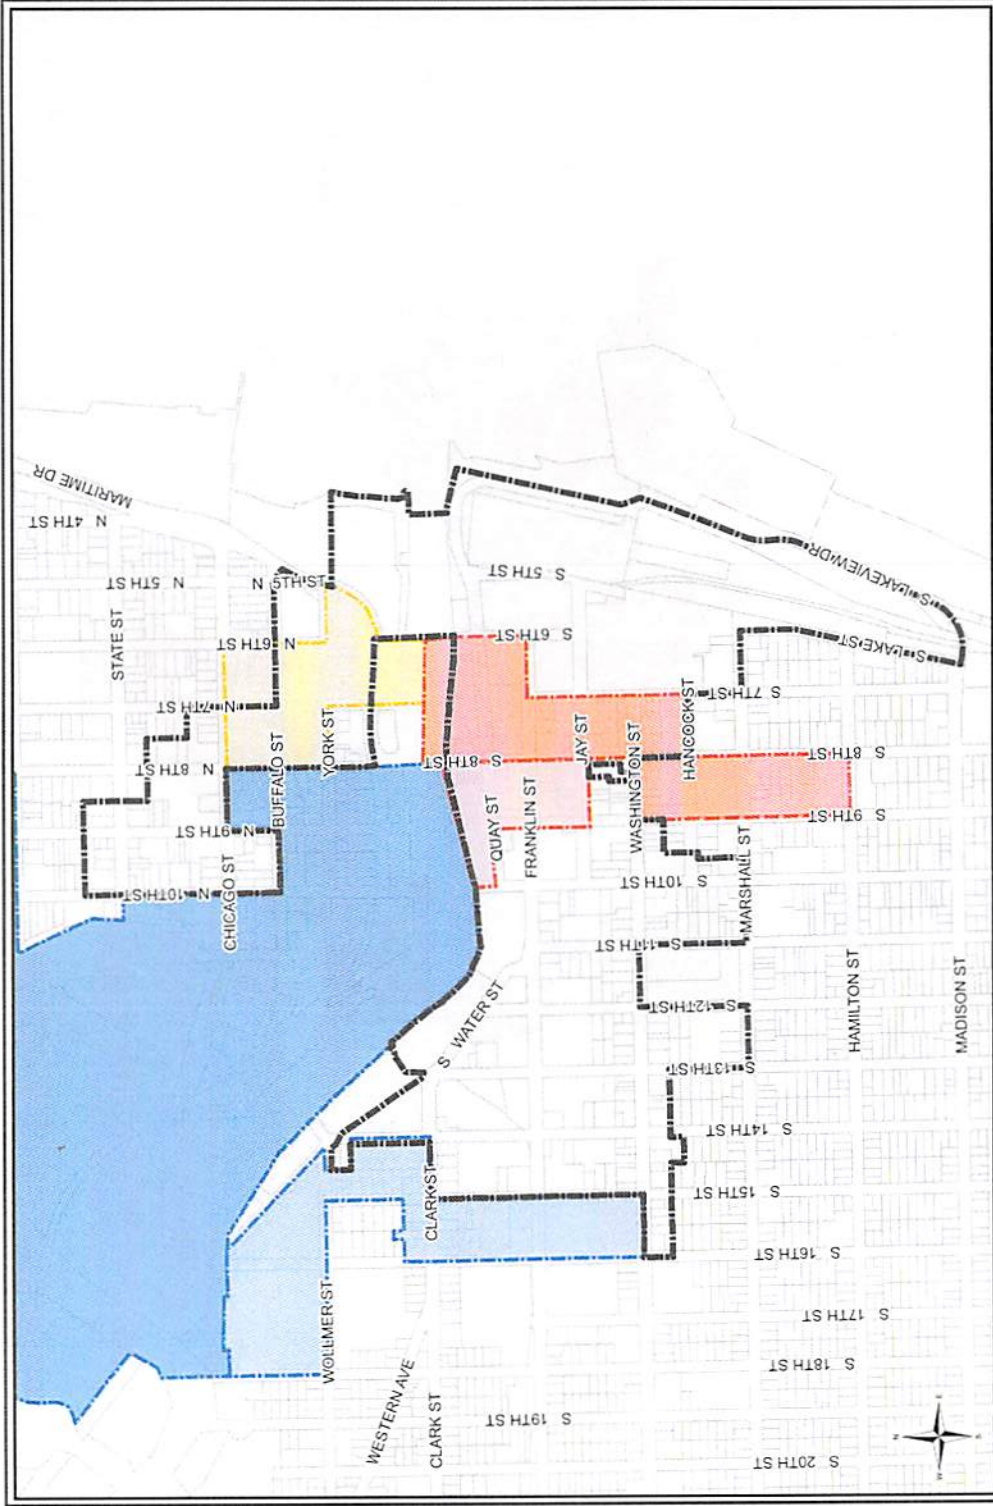 MARITIME DR
N 4TH ST
N 5TH ST
N 5TH ST
STATE ST
N 6TH ST
N 7TH ST
N 8TH ST
N 9TH ST
N 10TH ST
CHICAGO ST
BUFFALO ST
YORK ST
S 5TH ST
S 6TH ST
S 7TH ST
S 8TH ST
S 8TH ST
S 9TH ST
S 10TH ST
S 11TH ST
S 12TH ST
S 13TH ST
S 14TH ST
S 15TH ST
S 16TH ST
S 17TH ST
S 18TH ST
S 19TH ST
S 20TH ST
QUAY ST
FRANKLIN ST
JAY ST
WASHINGTON ST
HANCOCK ST
MARSHALL ST
HAMILTON ST
MADISON ST
S LAKEVIEW DR
S LAKE ST
S WATER ST
CLARK ST
WOLLMER ST
WESTERN AVE
CLARK ST